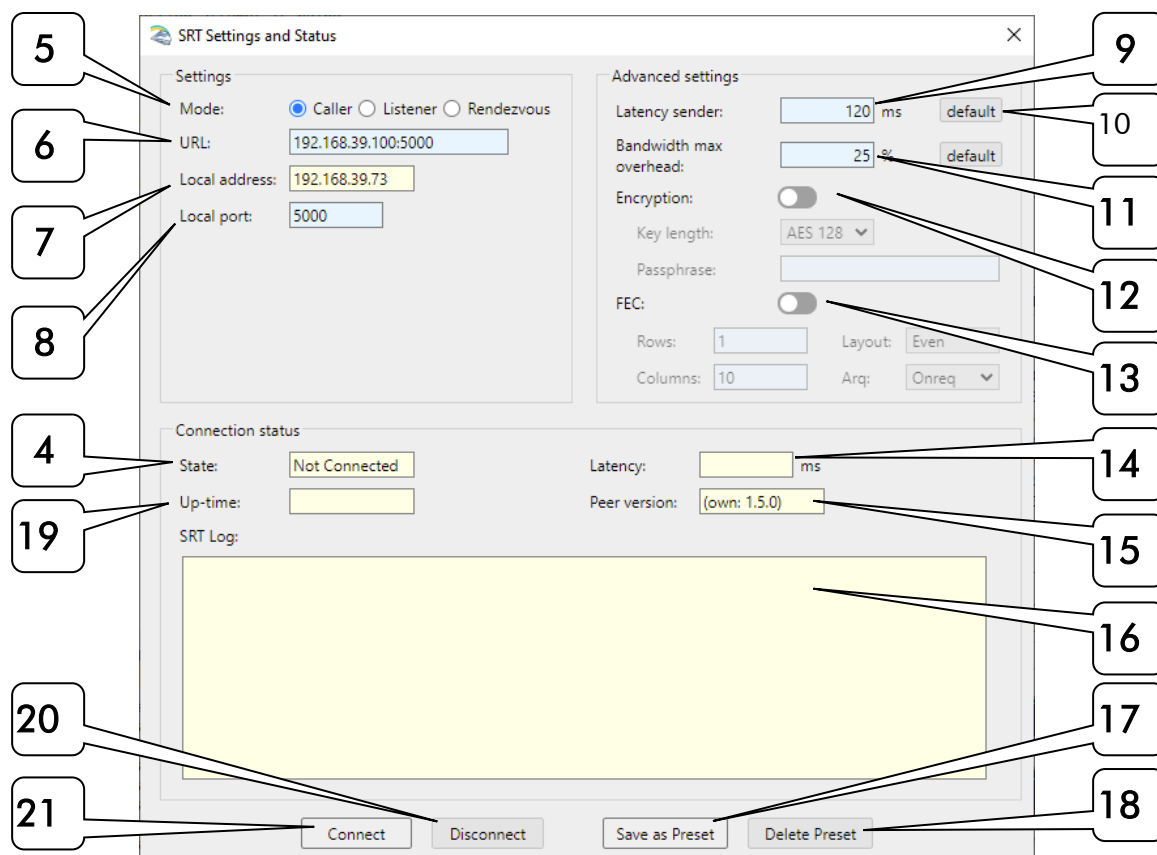 SRT Settings and Status
5
9
Settings
Advanced settings
Mode: Caller Listener Rendezvous
Latency sender: 120 ms default
10
6
URL: 192.168.39.100:5000
Bandwidth max
overhead: 25 % default
Local address: 192.168.39.73
Encryption:
11
7
Local port: 5000
Key length: AES 128
Passphrase:
12
FEC:
8
Rows: 1 Layout: Even
Columns: 10 Arq: Onreq
13
Connection status
4
State: Not Connected
Latency: ms
14
Up-time:
Peer version: (own: 1.5.0)
19
SRT Log:
15
16
20
17
21
18
Connect Disconnect Save as Preset Delete Preset